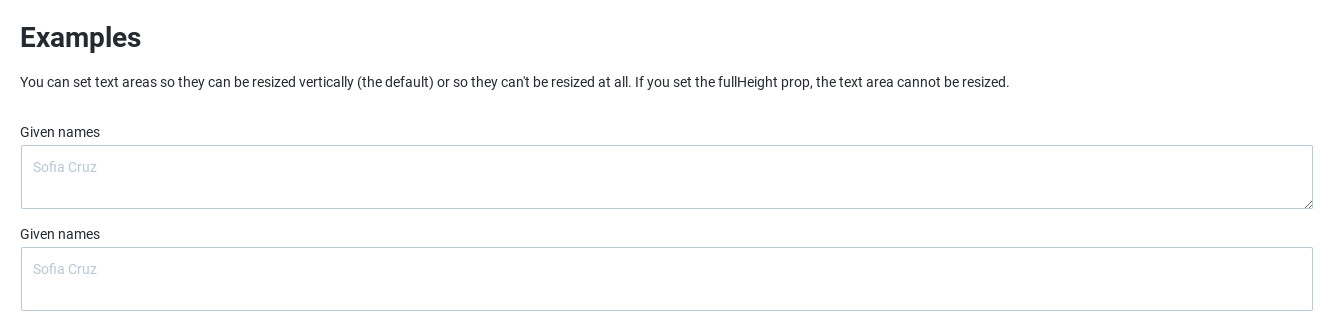 Examples
You can set text areas so they can be resized vertically (the default) or so they can't be resized at all. If you set the fullHeight prop, the text area cannot be resized.
Given names
Sofia Cruz
Given names
Sofia Cruz